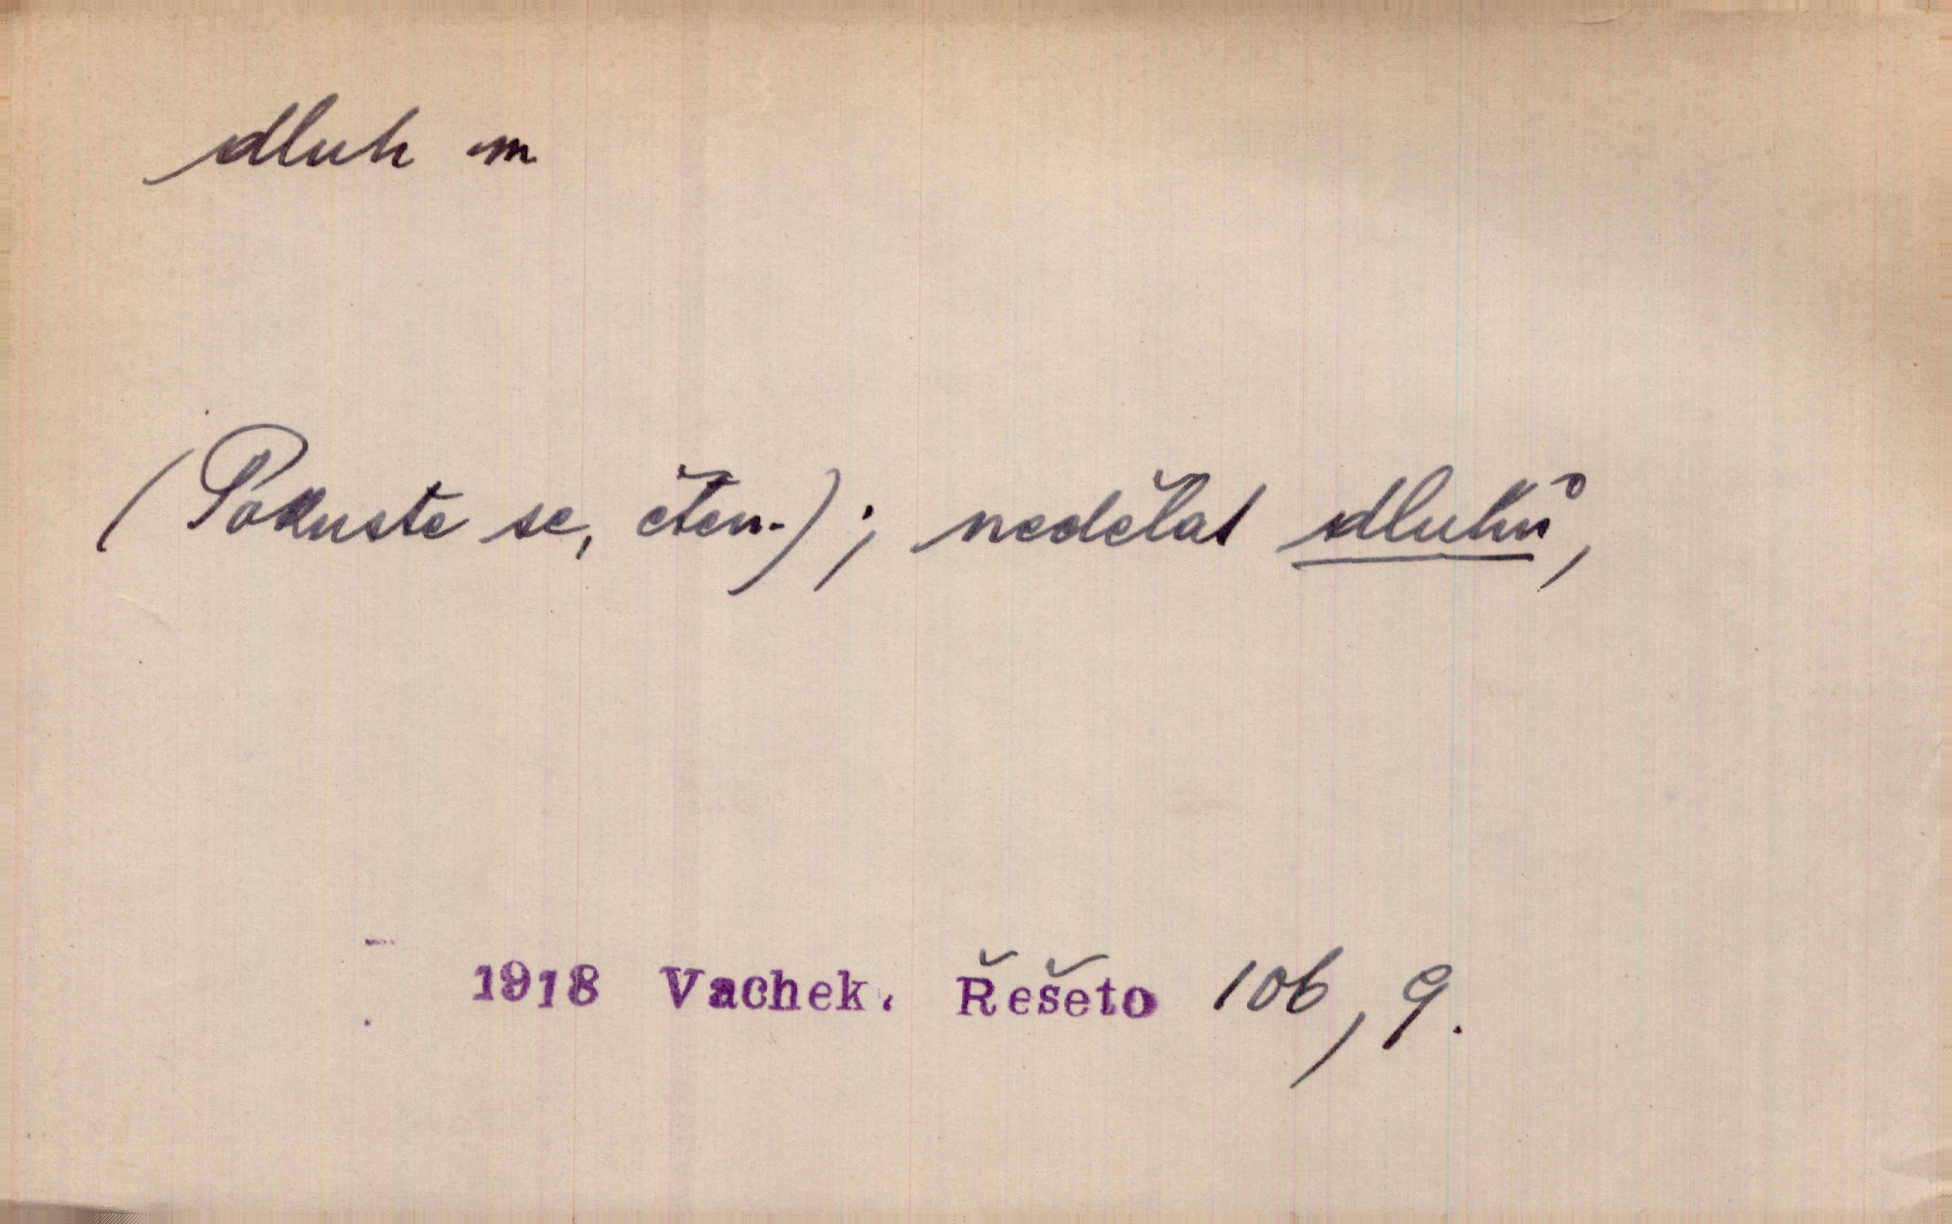 dluh m
(Pokuste se, čten.); nedělat dluhů,
1918 Vachek. Řešeto 106, 9.